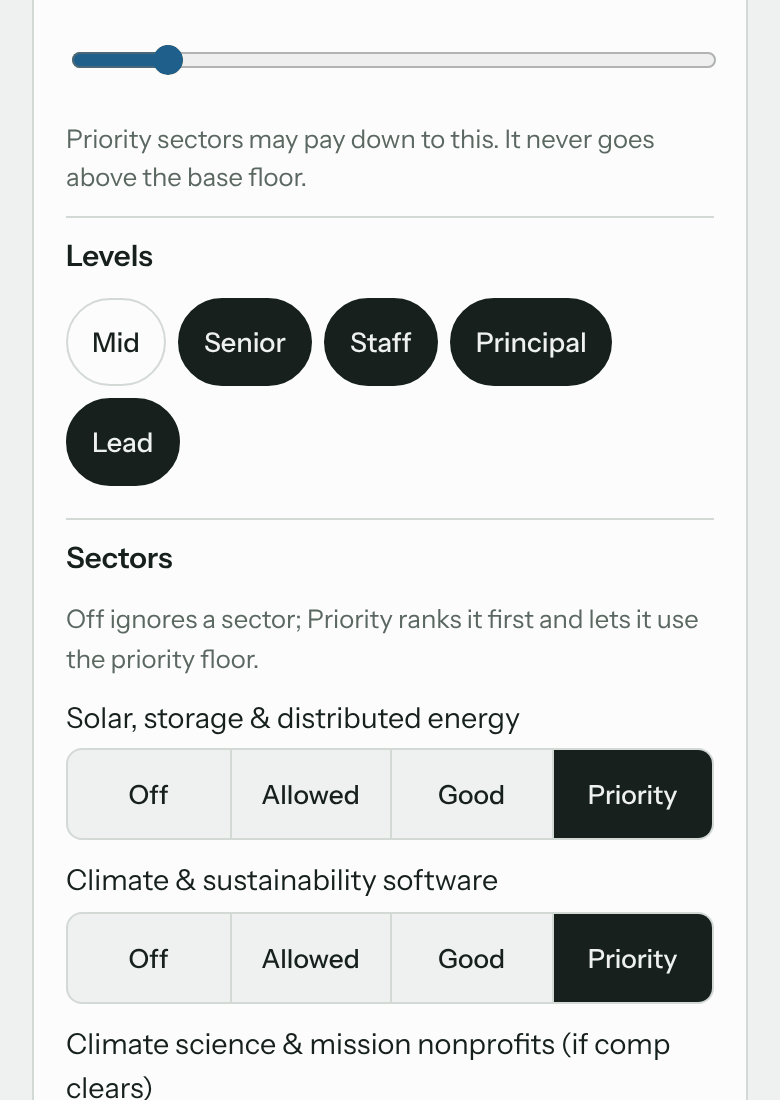 Priority sectors may pay down to this. It never goes
above the base floor.
Levels
Mid
Senior
Staff
Principal
Lead
Sectors
Off ignores a sector; Priority ranks it first and lets it use
the priority floor.
Solar, storage & distributed energy
Off
Allowed
Good
Priority
Climate & sustainability software
Off
Allowed
Good
Priority
Climate science & mission nonprofits (if comp
clears)